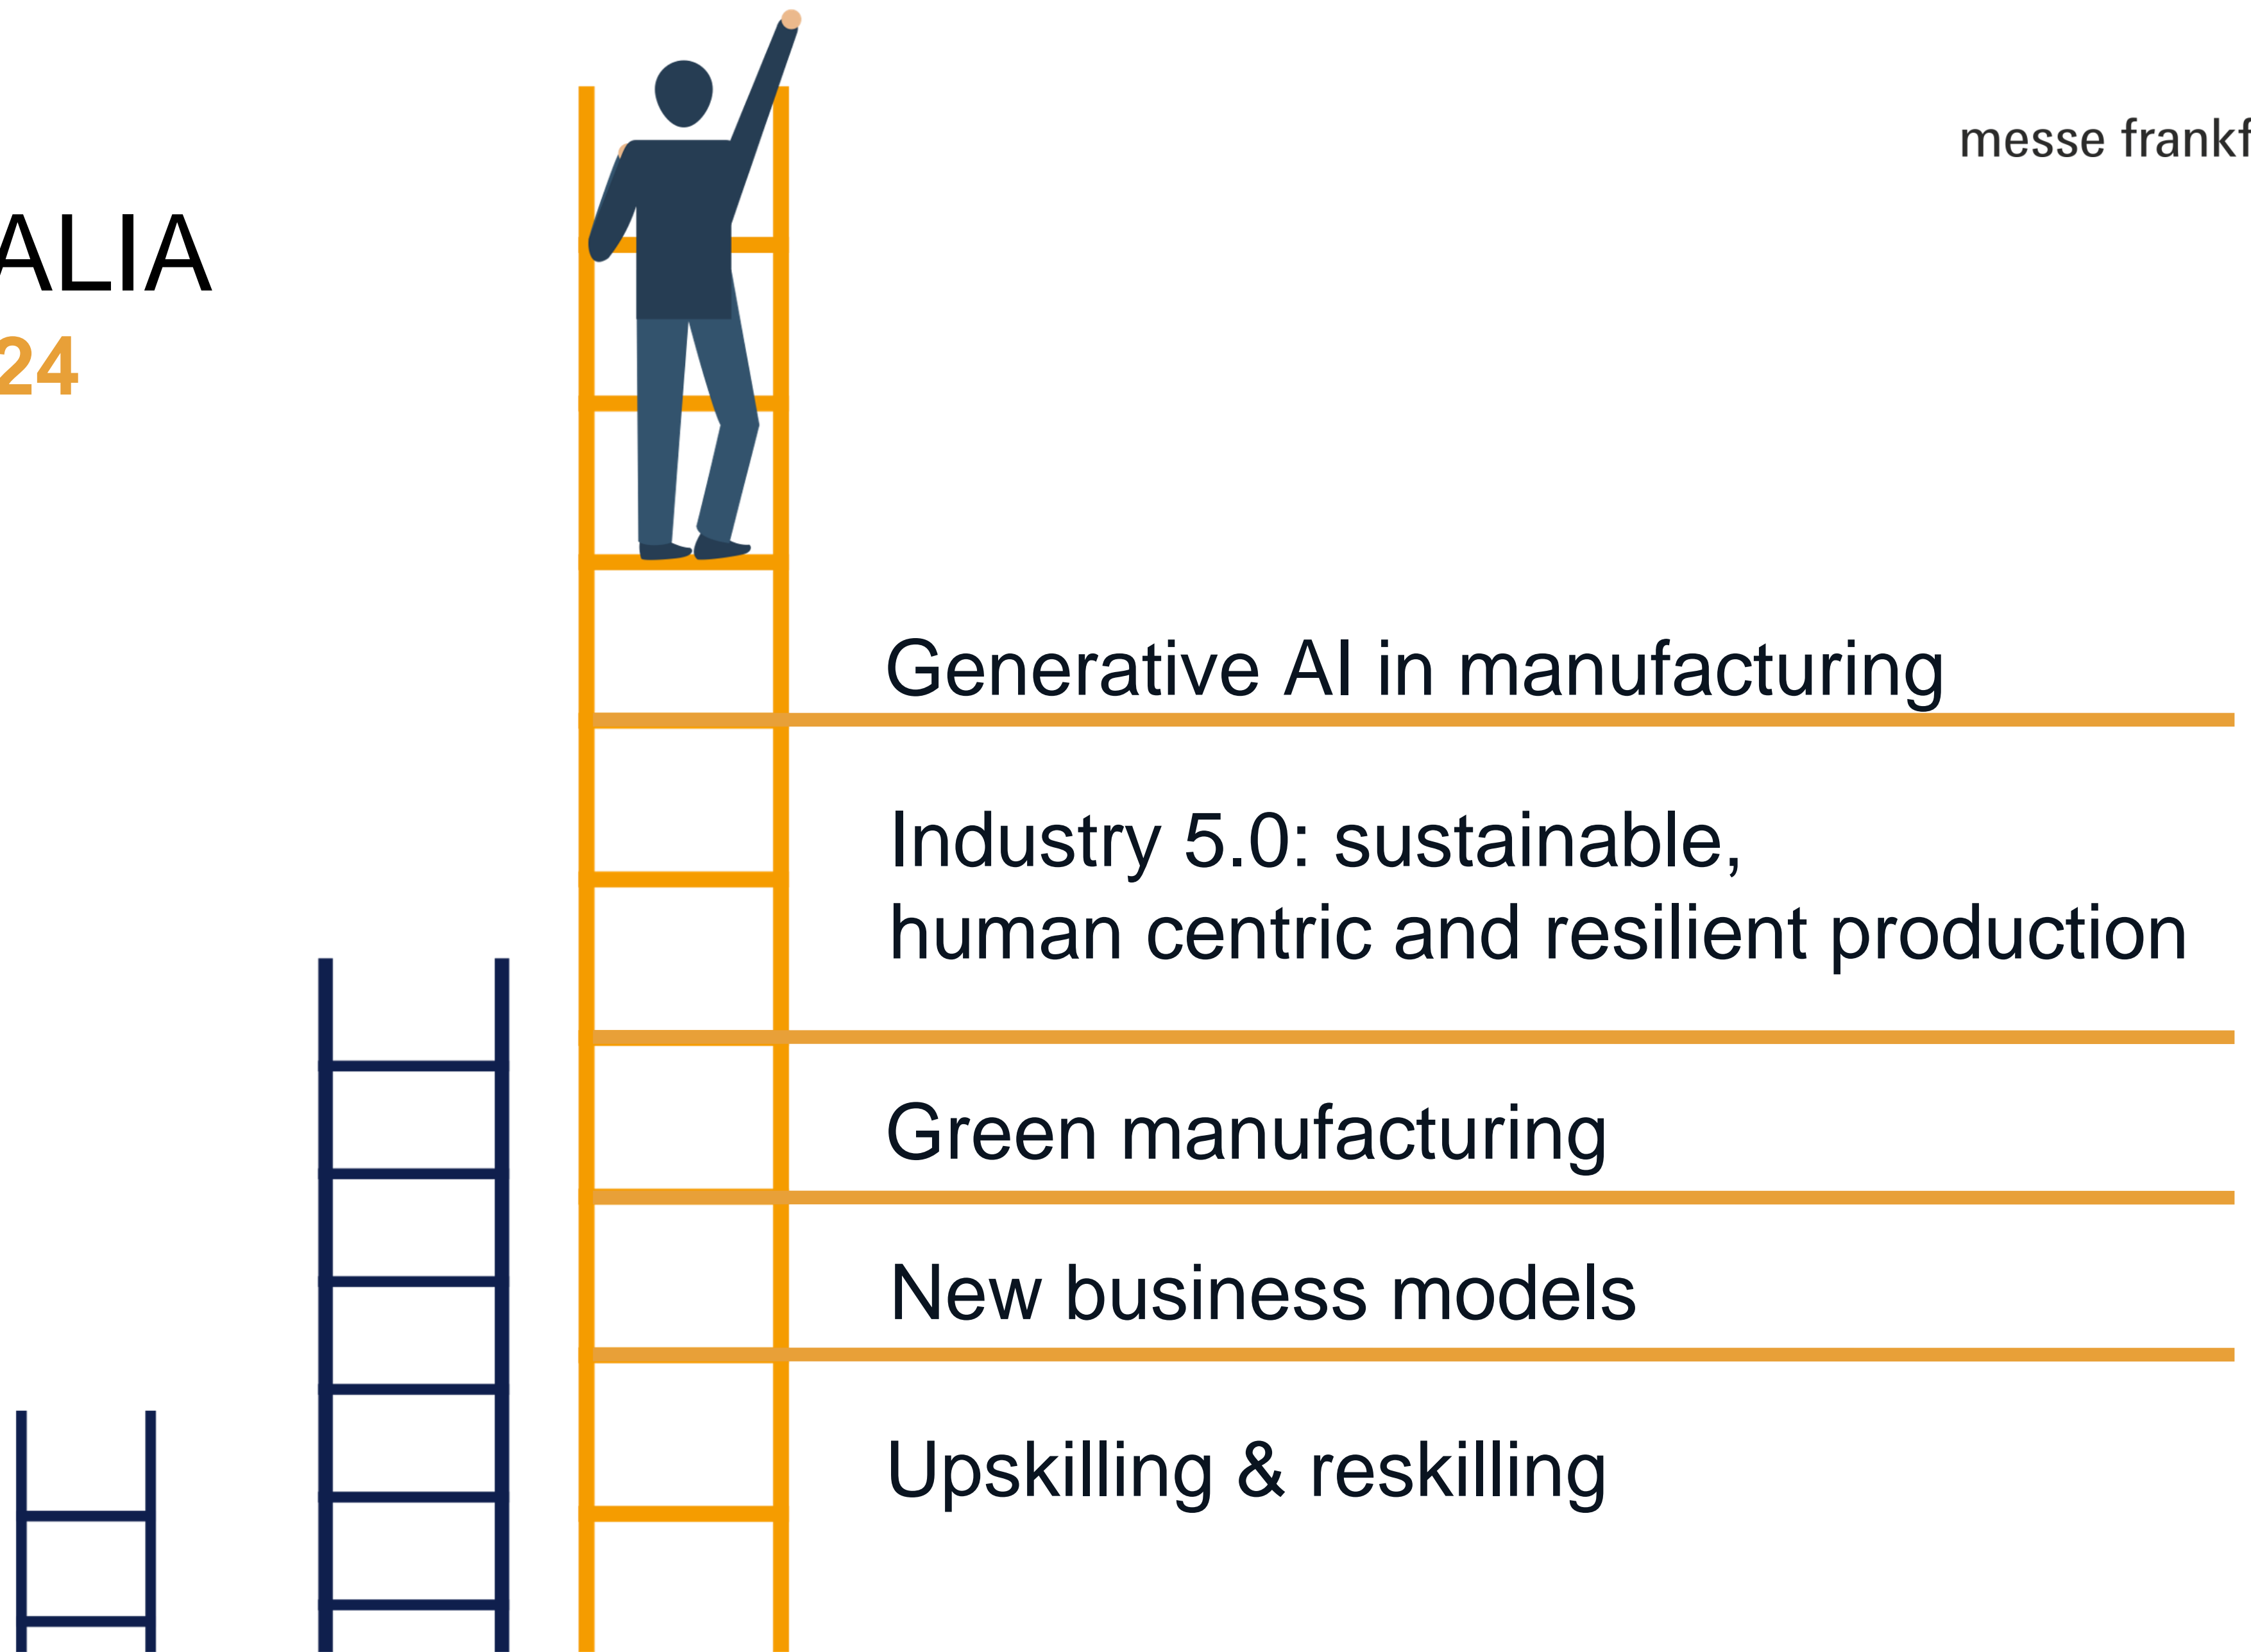 messe frankf
ALIA
24
Generative AI in manufacturing
Industry 5.0: sustainable,
human centric and resilient production
Green manufacturing
New business models
Upskilling & reskilling